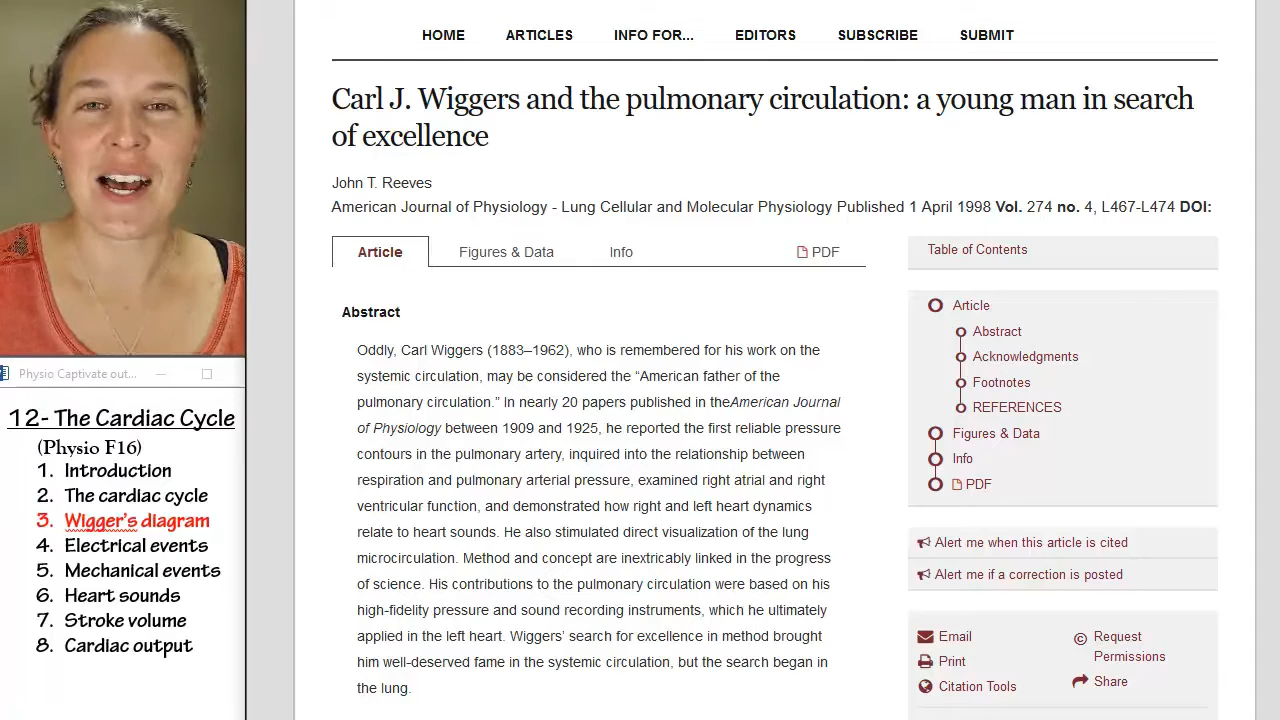 HOME ARTICLES INFO FOR... EDITORS SUBSCRIBE SUBMIT
Carl J. Wiggers and the pulmonary circulation: a young man in search
of excellence
John T. Reeves
American Journal of Physiology - Lung Cellular and Molecular Physiology Published 1 April 1998 Vol. 274 no. 4, L467-L474 DOI:
Article Figures & Data Info PDF
Abstract
Oddly, Carl Wiggers (1883–1962), who is remembered for his work on the
systemic circulation, may be considered the “American father of the
pulmonary circulation.” In nearly 20 papers published in theAmerican Journal
of Physiology between 1909 and 1925, he reported the first reliable pressure
contours in the pulmonary artery, inquired into the relationship between
respiration and pulmonary arterial pressure, examined right atrial and right
ventricular function, and demonstrated how right and left heart dynamics
relate to heart sounds. He also stimulated direct visualization of the lung
microcirculation. Method and concept are inextricably linked in the progress
of science. His contributions to the pulmonary circulation were based on his
high-fidelity pressure and sound recording instruments, which he ultimately
applied in the left heart. Wiggers’ search for excellence in method brought
him well-deserved fame in the systemic circulation, but the search began in
the lung.
Table of Contents
Article
Abstract
Acknowledgments
Footnotes
REFERENCES
Figures & Data
Info
PDF
Alert me when this article is cited
Alert me if a correction is posted
Email
Print
Citation Tools
© Request
Permissions
Share
Physio Captivate out...
12- The Cardiac Cycle
(Physio F16)
1. Introduction
2. The cardiac cycle
3. Wigger's diagram
4. Electrical events
5. Mechanical events
6. Heart sounds
7. Stroke volume
8. Cardiac output